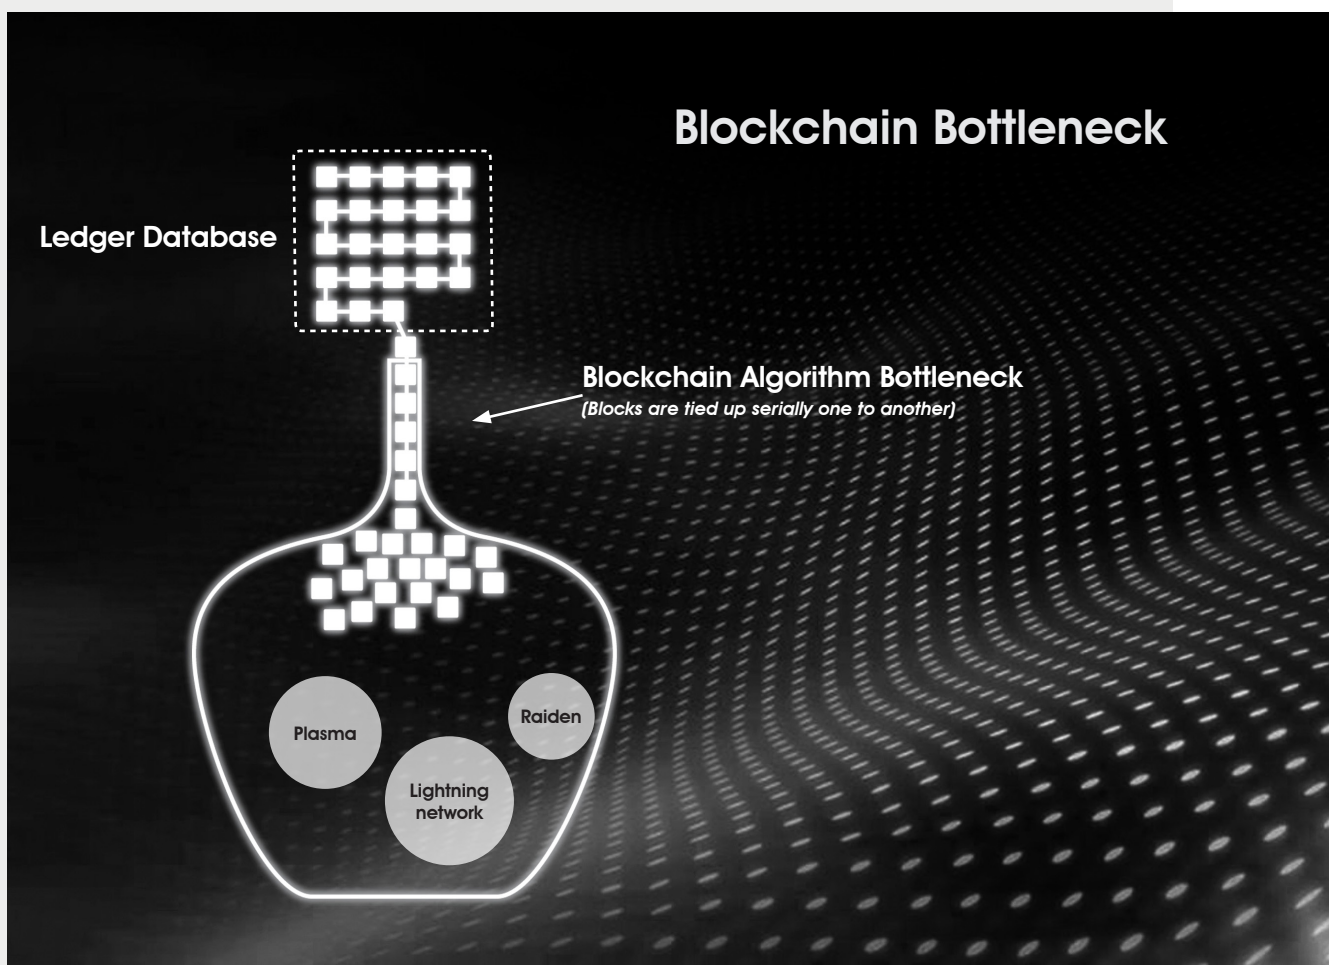 Blockchain Bottleneck
Ledger Database
Blockchain Algorithm Bottleneck
(Blocks are tied up serially one to another)
Plasma
Raiden
Lightning
network